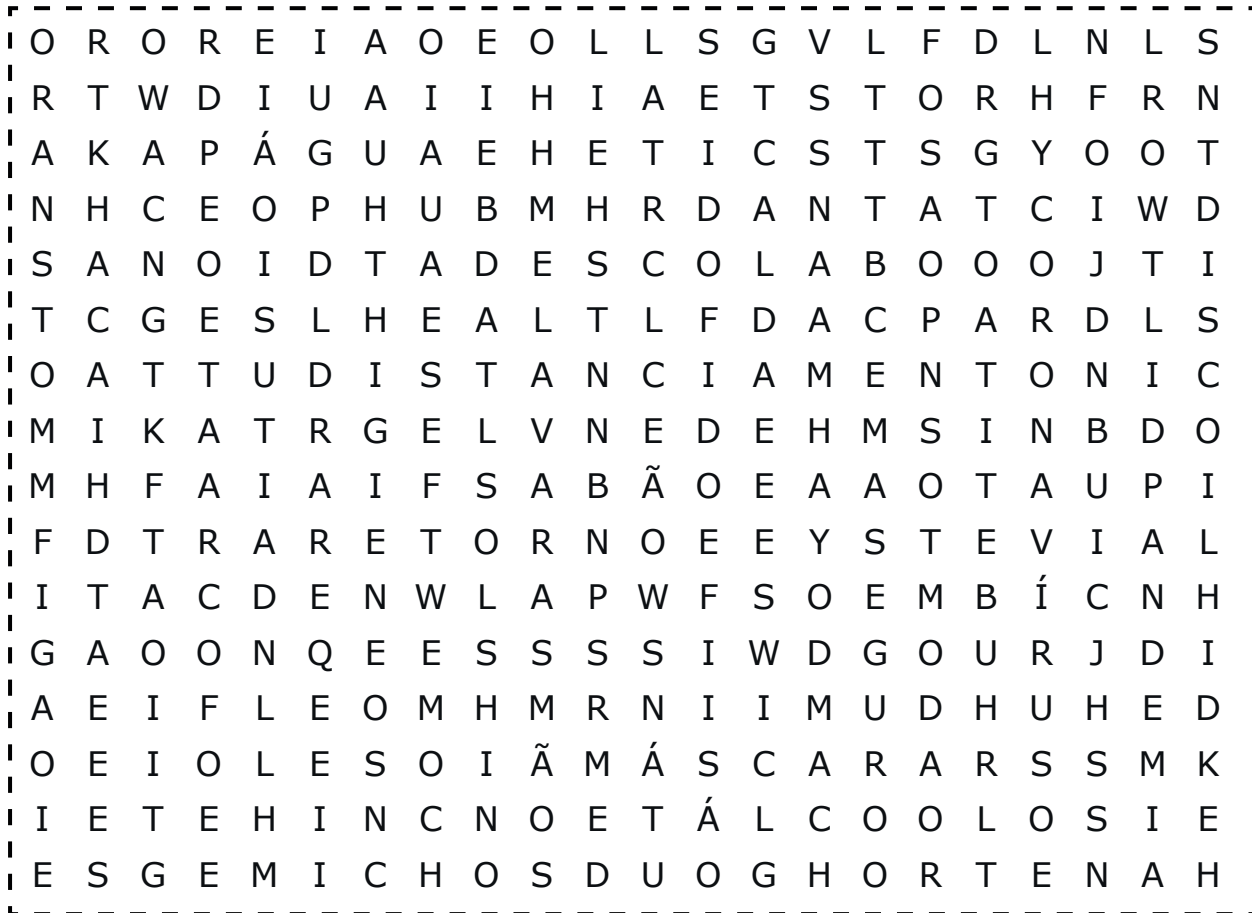 O R O R E I A O E O L L S G V L F D L N L S
R T W D I U A I I H I A E T S T O R H F R N
A K A P Á G U A E H E T I C S T S G Y O O T
N H C E O P H U B M H R D A N T A T C I W D
S A N O I D T A D E S C O L A B O O O J T I
T C G E S L H E A L T L F D A C P A R D L S
O A T T U D I S T A N C I A M E N T O N I C
M I K A T R G E L V N E D E H M S I N B D O
M H F A I A I F S A B Ã O E A A O T A U P I
F D T R A R E T O R N O E E Y S T E V I A L
I T A C D E N W L A P W F S O E M B Í C N H
G A O O N Q E E S S S S I W D G O U R J D I
A E I F L E O M H M R N I I M U D H U H E D
O E I O L E S O I Ã M Á S C A R A R S S M K
I E T E H I N C N O E T Á L C O O L O S I E
E S G E M I C H O S D U O G H O R T E N A H